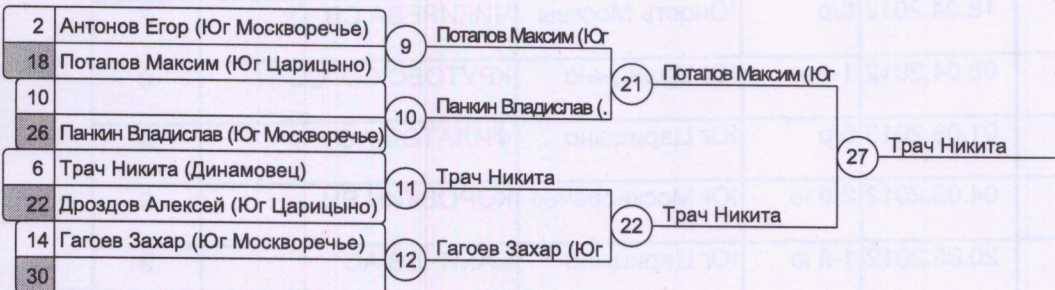 2 Антонов Егор (Юг Москворечье)
18 Потапов Максим (Юг Царицыно)
10
26 Панкин Владислав (Юг Москворечье)
6 Трач Никита (Динамовец)
22 Дроздов Алексей (Юг Царицыно)
14 Гагоев Захар (Юг Москворечье)
30
9 Потапов Максим (Юг
10 Панкин Владислав (.
11 Трач Никита
12 Гагоев Захар (Юг
21 Потапов Максим (Юг
22 Трач Никита
27 Трач Никита